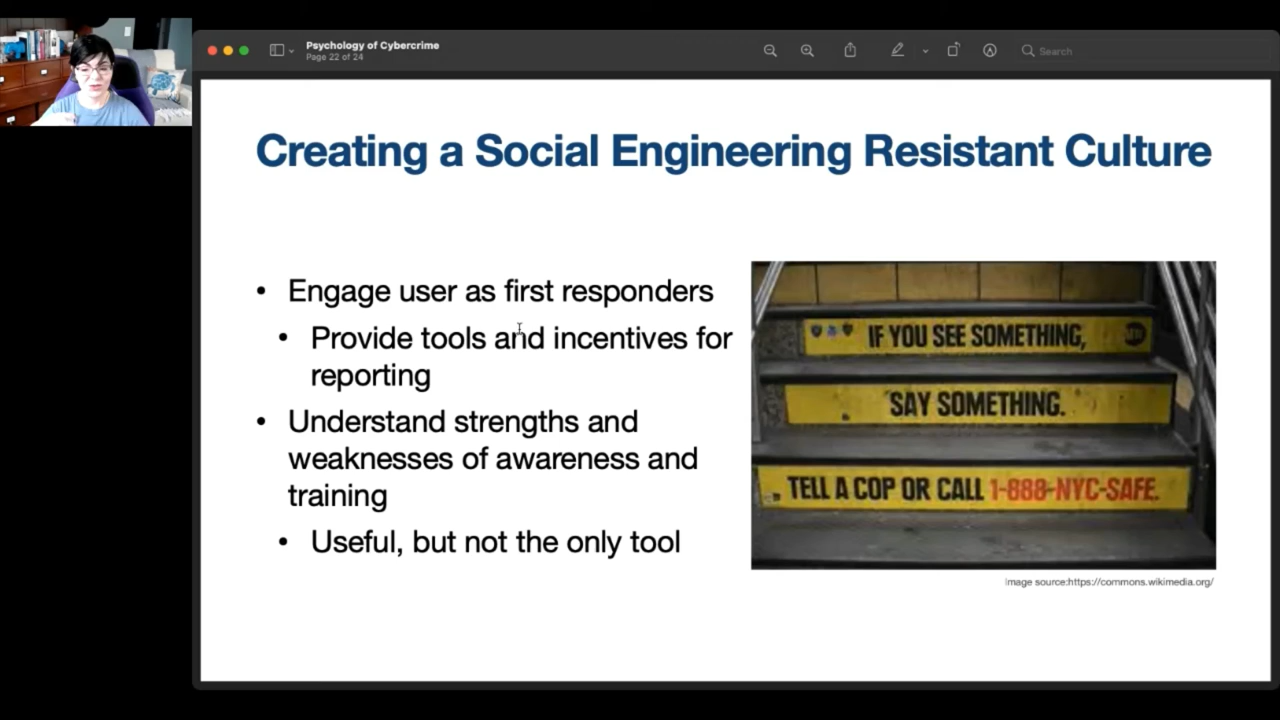 Psychology of Cybercrime
Page 22 of 24
Search
Creating a Social Engineering Resistant Culture
• Engage user as first responders
• Provide tools and incentives for
reporting
• Understand strengths and
weaknesses of awareness and
training
• Useful, but not the only tool
IF YOU SEE SOMETHING,
SAY SOMETHING.
TELL A COP OR CALL 1-888-NYC-SAFE.
Image source:https://commons.wikimedia.org/